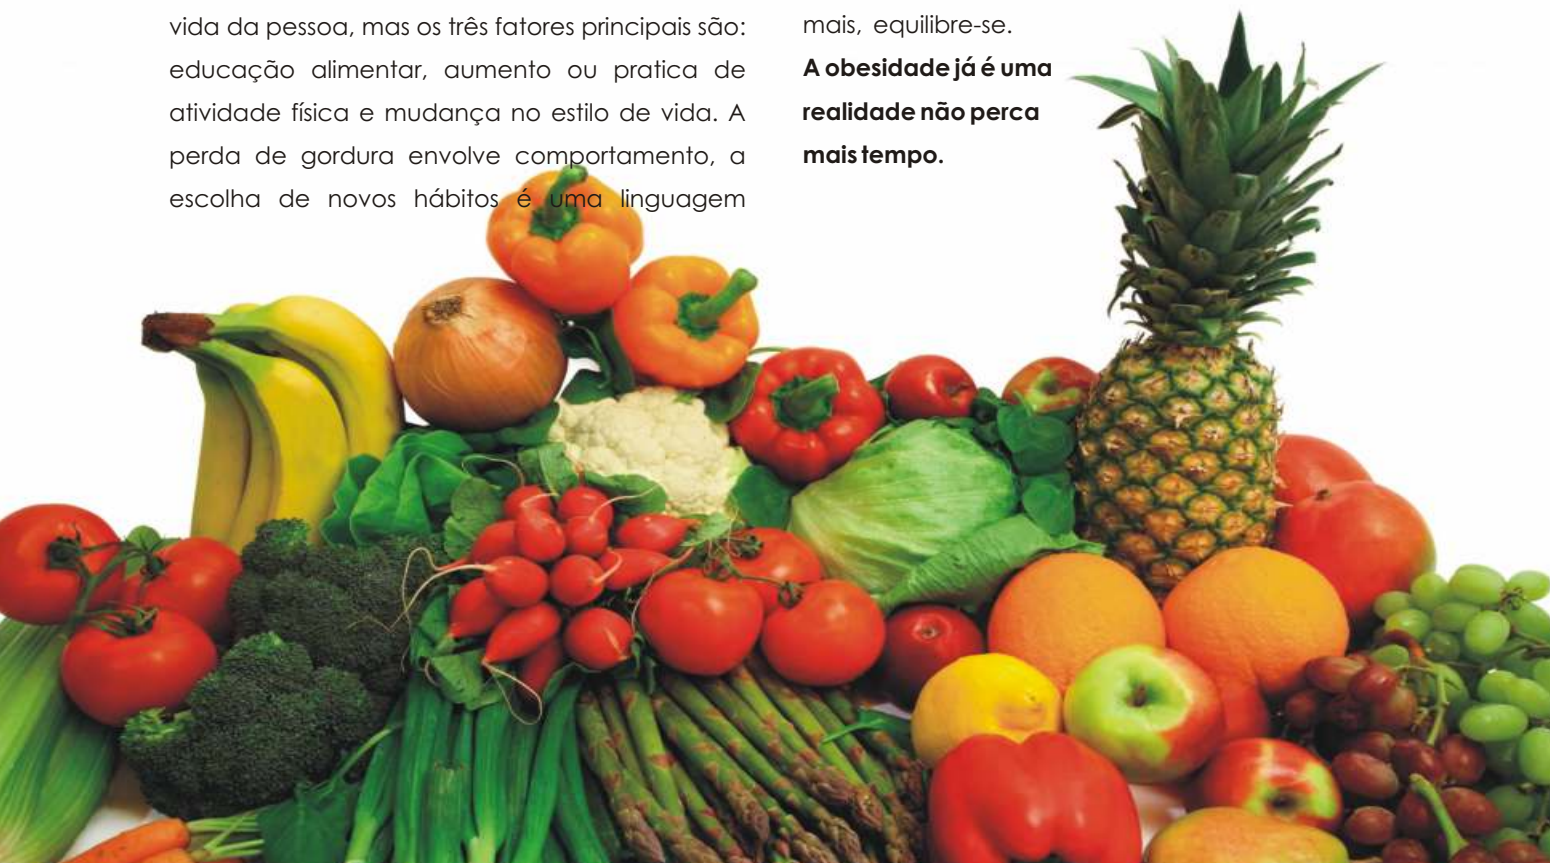 vida da pessoa, mas os três fatores principais são:
educação alimentar, aumento ou pratica de
atividade física e mudança no estilo de vida. A
perda de gordura envolve comportamento, a
escolha de novos hábitos é uma linguagem
mais, equilibre-se.
A obesidade já é uma
realidade não perca
mais tempo.